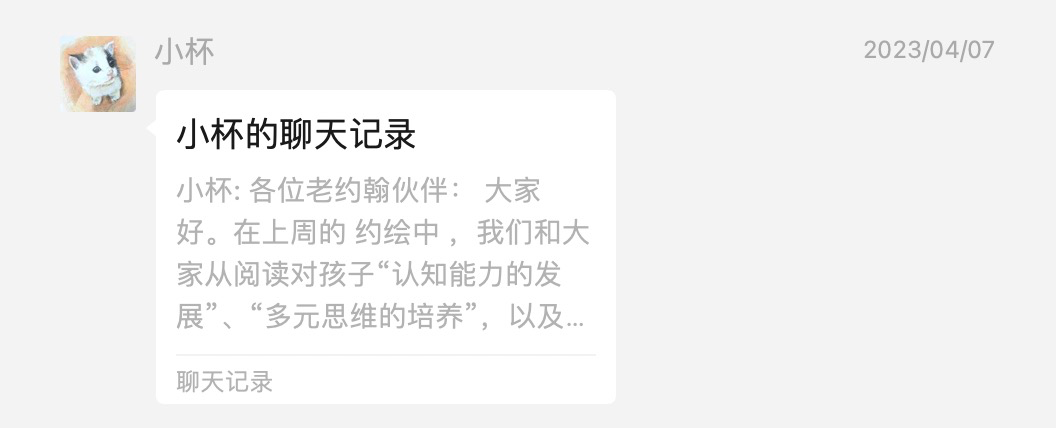 小杯
2023/04/07
小杯的聊天记录
小杯: 各位老约翰伙伴： 大家
好。在上周的 约绘中 ，我们和大
家从阅读对孩子“认知能力的发
展”、“多元思维的培养”，以及...
聊天记录